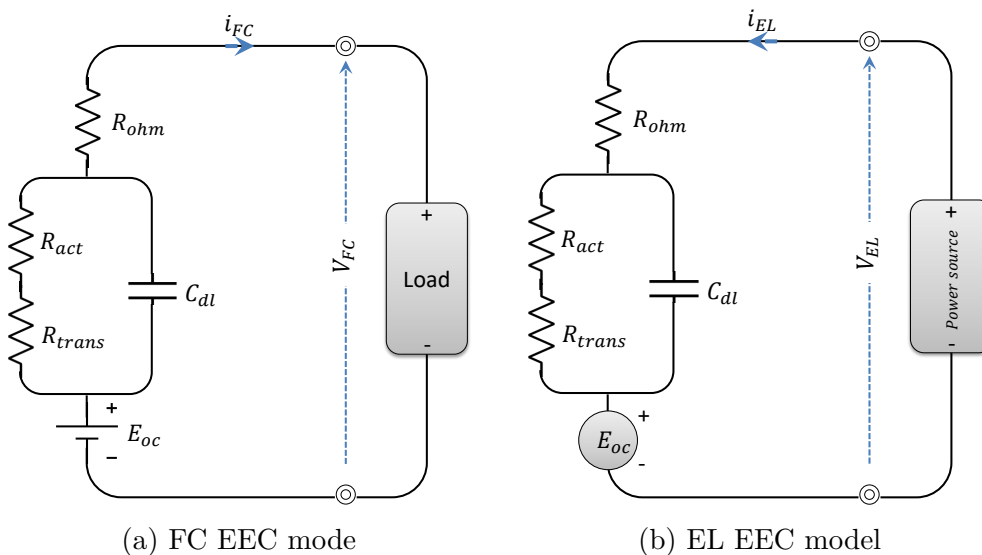 i_FC
R_ohm
R_act
R_trans
C_dl
+
E_oc
–
V_FC
+
Load
-
(a) FC EEC mode
i_EL
R_ohm
R_act
R_trans
C_dl
+
E_oc
-
V_EL
+
Power source
-
(b) EL EEC model